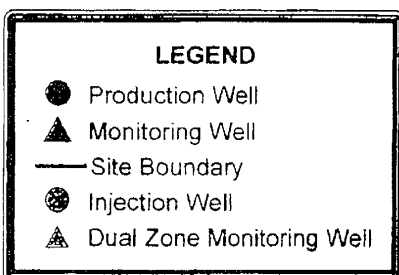 LEGEND
Production Well
Monitoring Well
Site Boundary
Injection Well
Dual Zone Monitoring Well